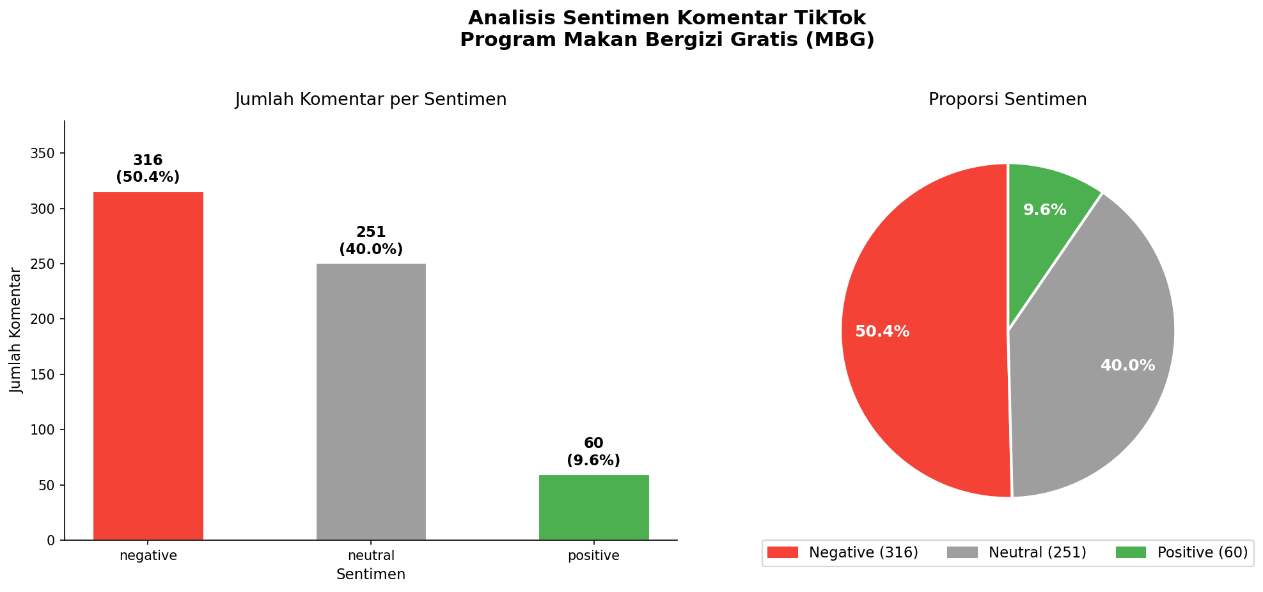 Analisis Sentimen Komentar TikTok
Program Makan Bergizi Gratis (MBG)
Jumlah Komentar per Sentimen
Jumlah Komentar
350
300
250
200
150
100
50
0
316
(50.4%)
251
(40.0%)
60
(9.6%)
negative
neutral
positive
Sentimen
Proporsi Sentimen
9.6%
50.4%
40.0%
Negative (316)
Neutral (251)
Positive (60)